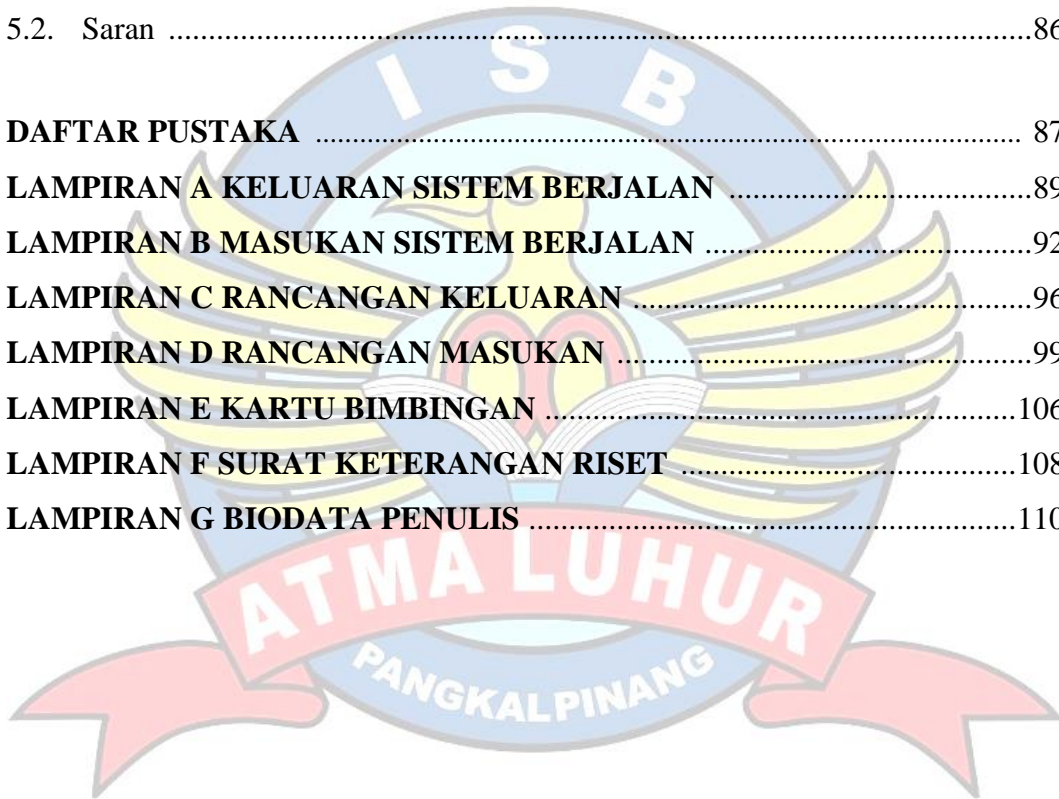 5.2. Saran ........................................................................................................86
DAFTAR PUSTAKA ........................................................................................ 87
LAMPIRAN A KELUARAN SISTEM BERJALAN ....................................89
LAMPIRAN B MASUKAN SISTEM BERJALAN .......................................92
LAMPIRAN C RANCANGAN KELUARAN ................................................96
LAMPIRAN D RANCANGAN MASUKAN ..................................................99
LAMPIRAN E KARTU BIMBINGAN ...........................................................106
LAMPIRAN F SURAT KETERANGAN RISET ..........................................108
LAMPIRAN G BIODATA PENULIS .............................................................110
I S B
ATMA LUHUR
PANGKALPINANG